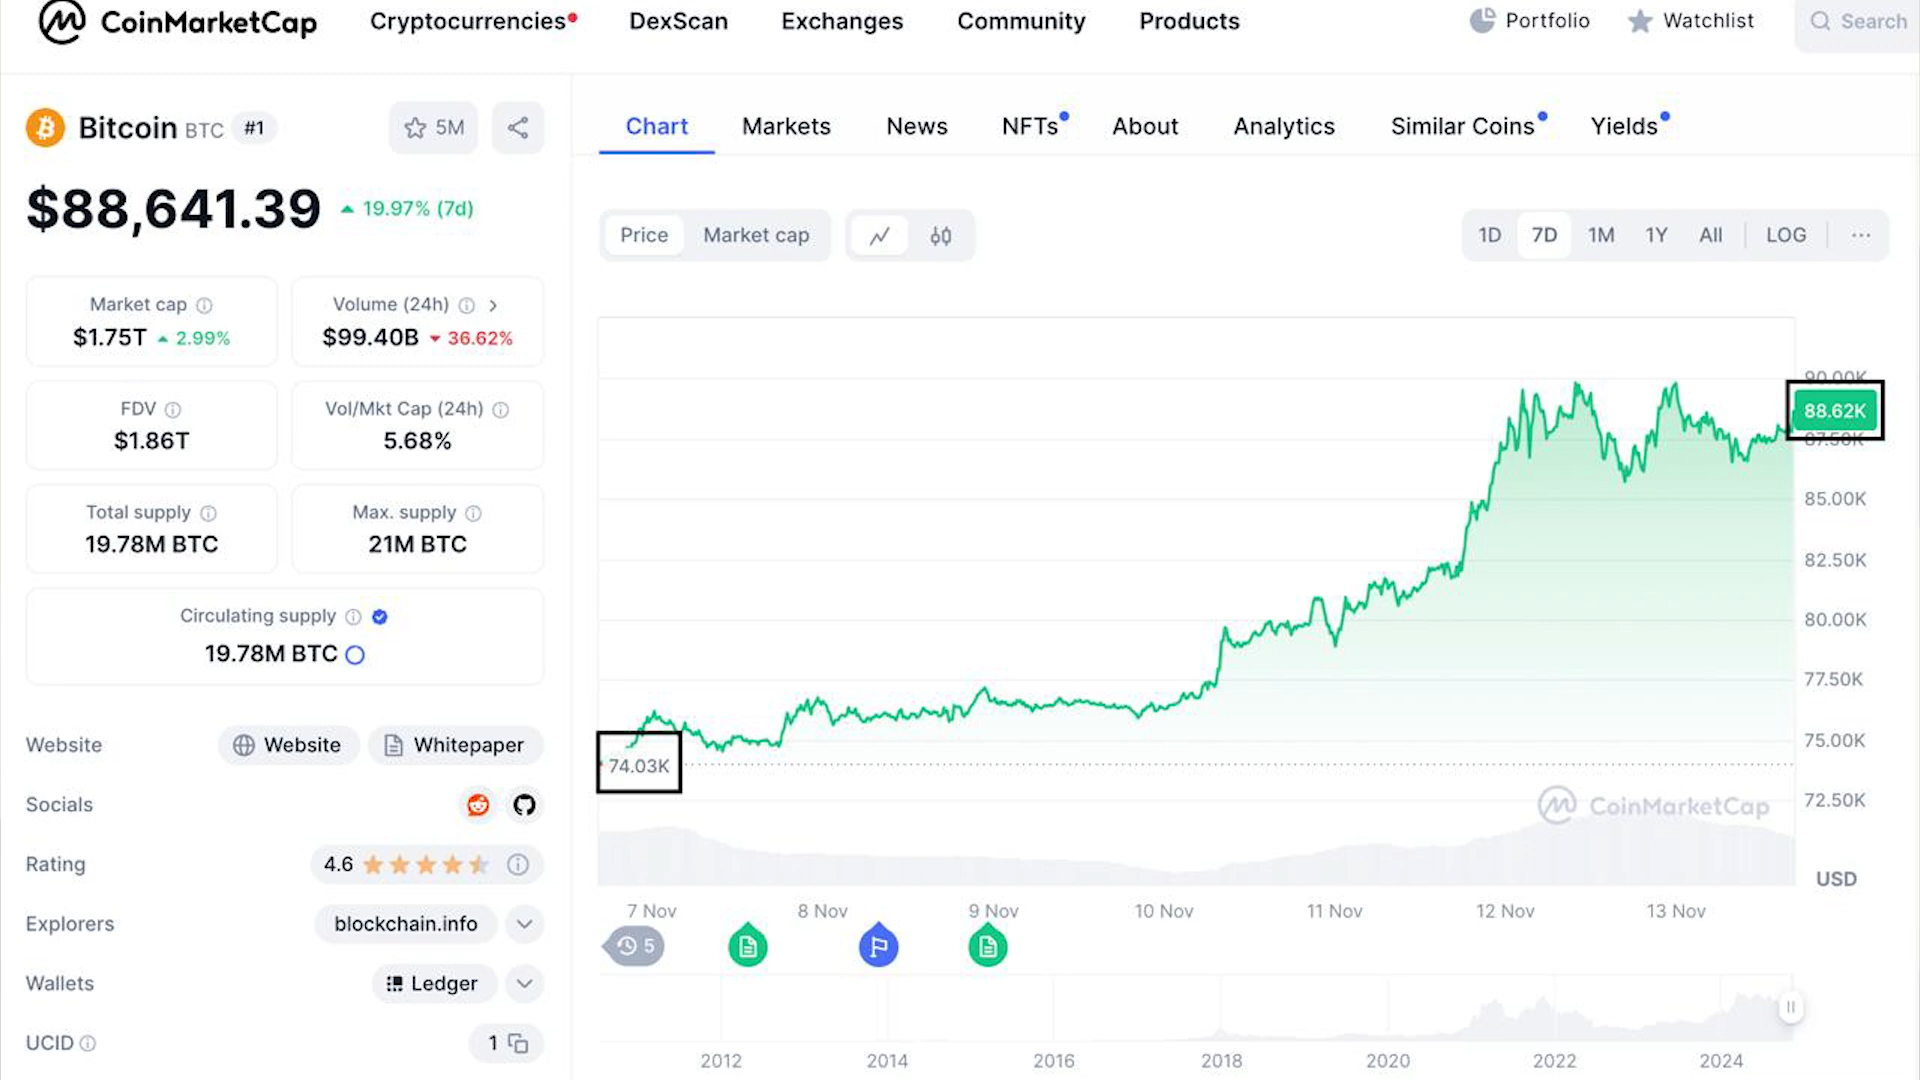 CoinMarketCap Cryptocurrencies DexScan Exchanges Community Products Portfolio Watchlist Search
Bitcoin BTC #1 5M
$88,641.39 19.97% (7d)
Market cap
$1.75T 2.99%
Volume (24h)
$99.40B 36.62%
FDV
$1.86T
Vol/Mkt Cap (24h)
5.68%
Total supply
19.78M BTC
Max. supply
21M BTC
Circulating supply
19.78M BTC
Website Website Whitepaper
Socials
Rating 4.6
Explorers blockchain.info
Wallets Ledger
UCID 1
Chart Markets News NFTs About Analytics Similar Coins Yields
Price Market cap 1D 7D 1M 1Y All LOG
90.00K
88.62K
87.50K
85.00K
82.50K
80.00K
77.50K
75.00K
74.03K
72.50K
CoinMarketCap
USD
7 Nov 8 Nov 9 Nov 10 Nov 11 Nov 12 Nov 13 Nov
5
2012 2014 2016 2018 2020 2022 2024